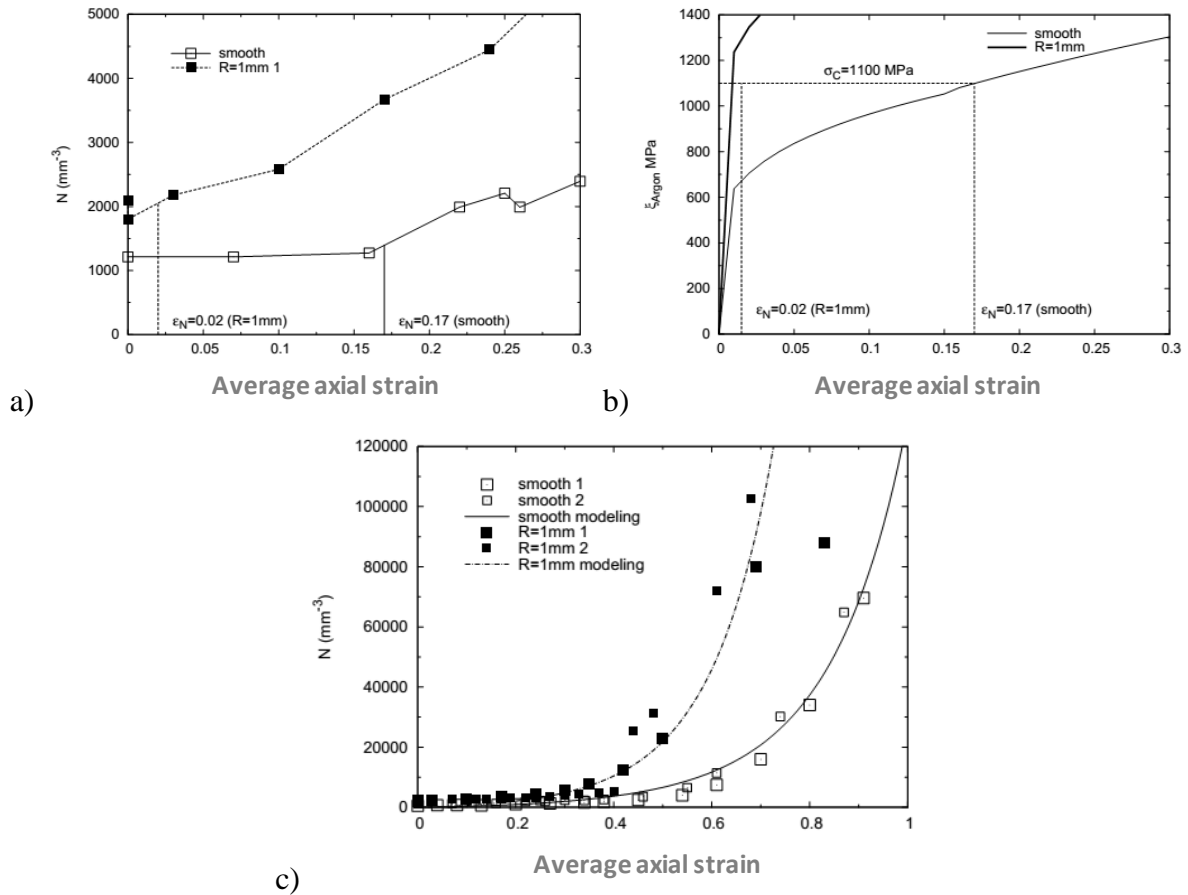 5000
4000
3000
2000
1000
0
N (mm-3)
smooth
R=1mm 1
εN=0.02 (R=1mm)
εN=0.17 (smooth)
0 0.05 0.1 0.15 0.2 0.25 0.3
Average axial strain
a)
1400
1200
1000
800
600
400
200
0
ξArgon MPa
smooth
R=1mm
σC=1100 MPa
εN=0.02 (R=1mm)
εN=0.17 (smooth)
0 0.05 0.1 0.15 0.2 0.25 0.3
Average axial strain
b)
120000
100000
80000
60000
40000
20000
0
N (mm-3)
smooth 1
smooth 2
smooth modeling
R=1mm 1
R=1mm 2
R=1mm modeling
0 0.2 0.4 0.6 0.8 1
Average axial strain
c)